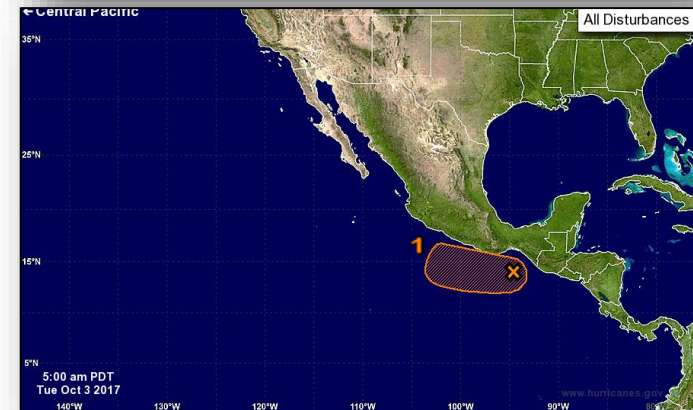 ← Central Pacific
All Disturbances
35°N
25°N
1
15°N
5°N
5:00 am PDT
Tue Oct 3 2017
www.hurricanes.gov
140°W
130°W
120°W
110°W
100°W
90°W